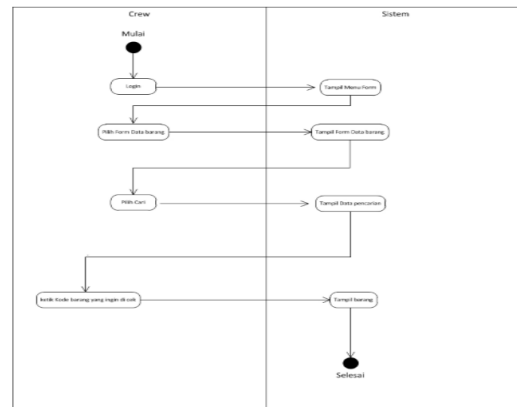 Crew
Sistem
Mulai
Login
Tampil Menu Form
Pilih Form Data barang
Tampil Form Data barang
Pilih Cari
Tampil Data pencarian
ketik Kode barang yang ingin di cek
Tampil barang
Selesai